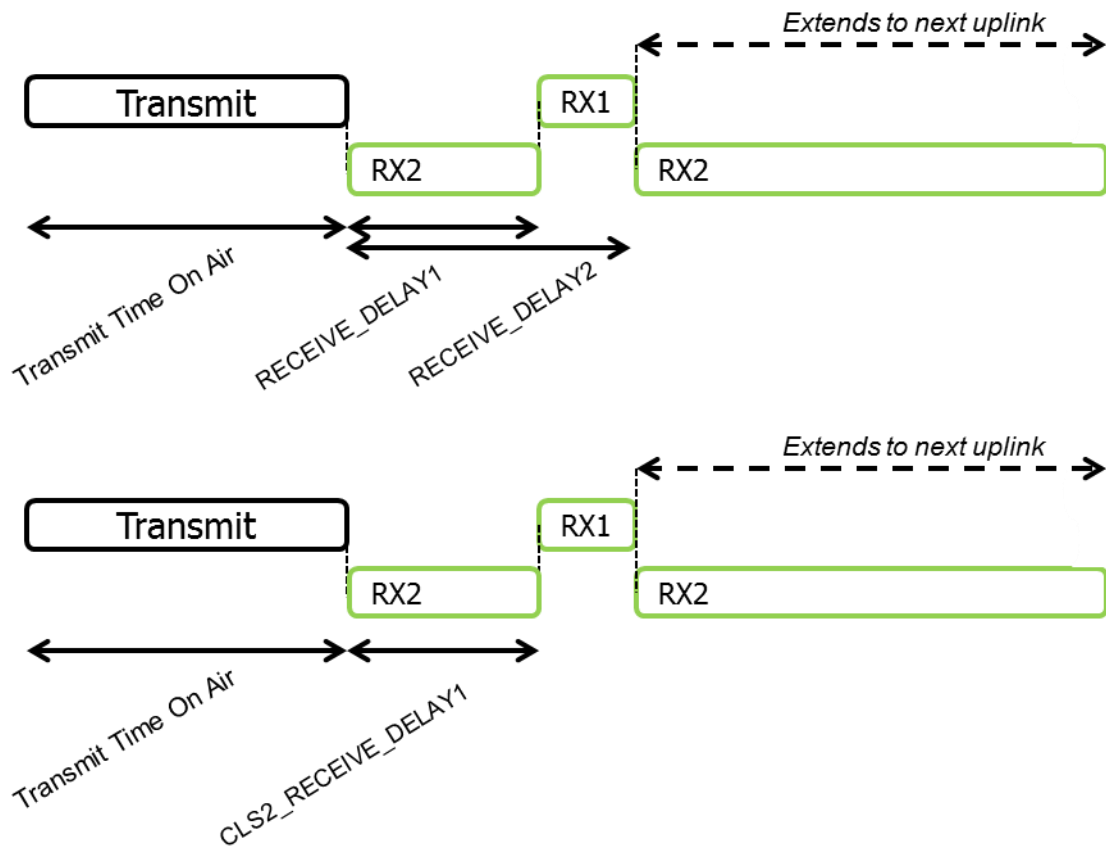 Extends to next uplink
Transmit
RX1
RX2
RX2
Transmit Time On Air
RECEIVE_DELAY1
RECEIVE_DELAY2
Extends to next uplink
Transmit
RX1
RX2
RX2
Transmit Time On Air
CLS2_RECEIVE_DELAY1